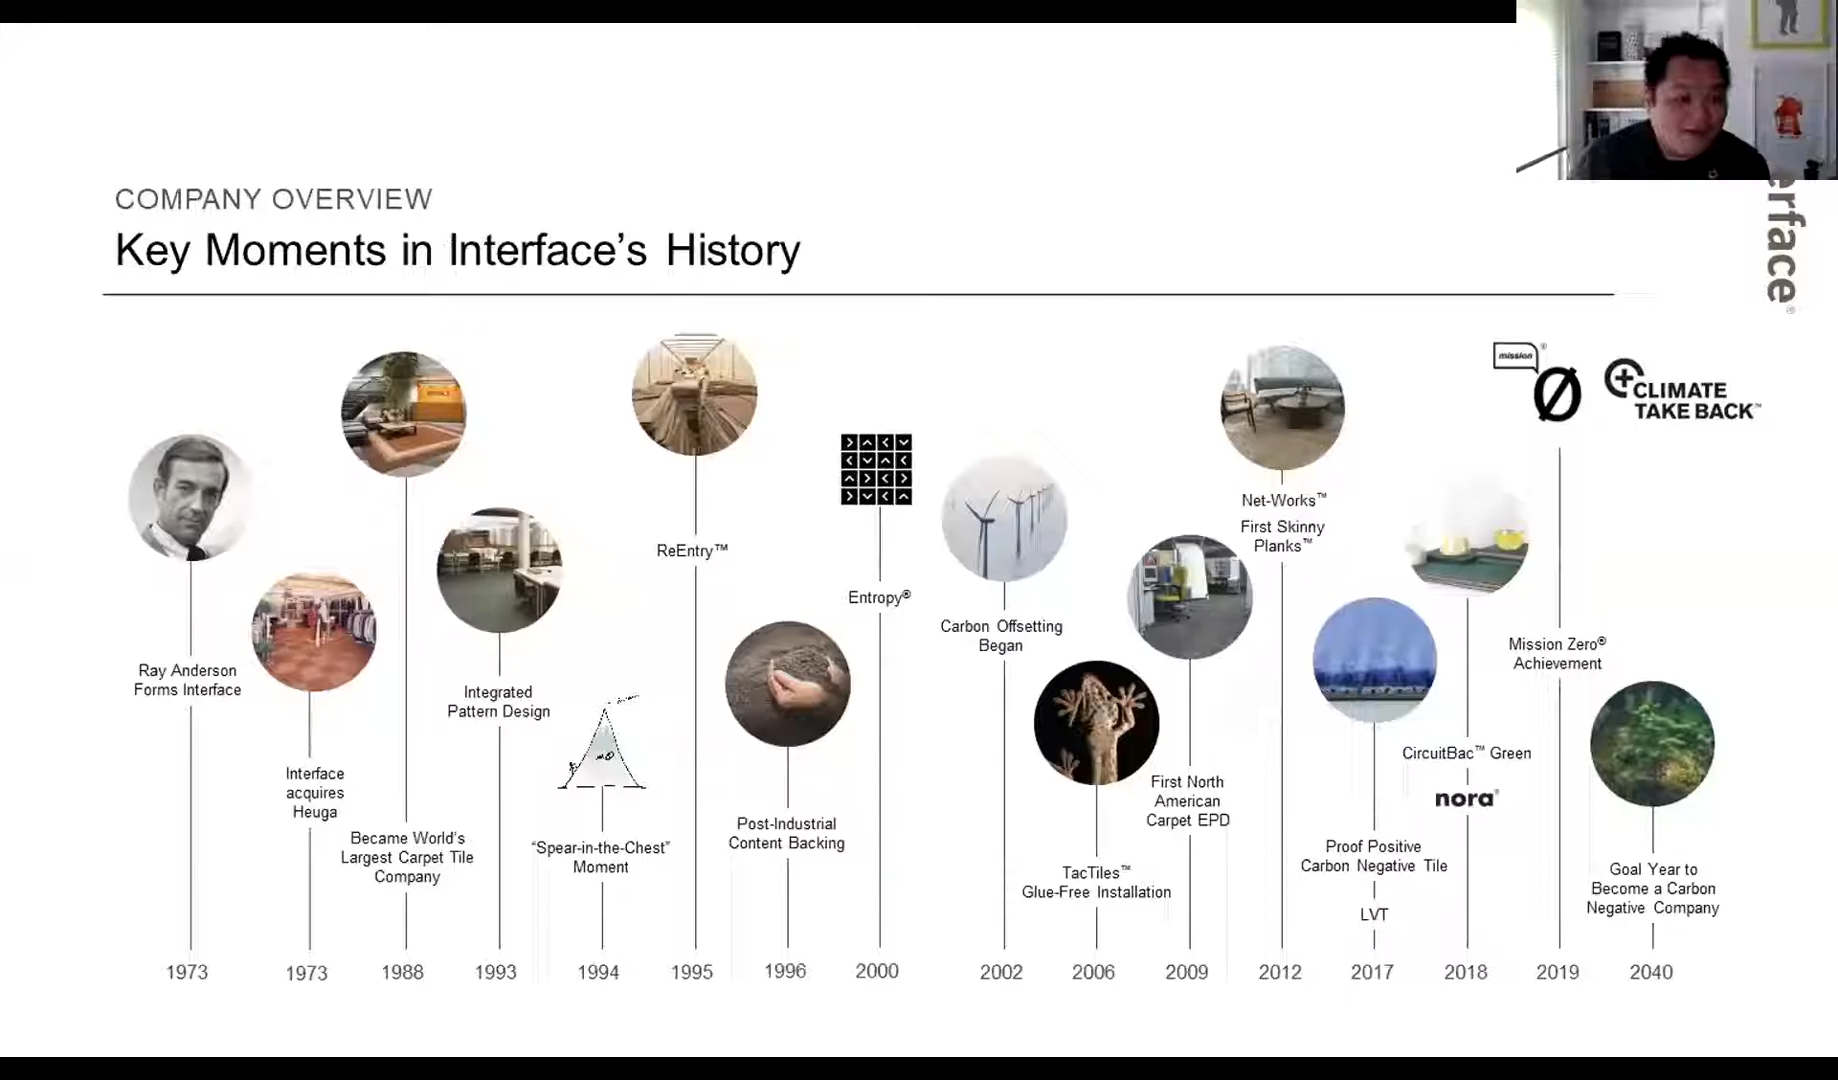 COMPANY OVERVIEW
Key Moments in Interface's History
erface®
mission®
Ø
CLIMATE
TAKE BACK™
Ray Anderson
Forms Interface
Interface
acquires
Heuga
Became World's
Largest Carpet Tile
Company
Integrated
Pattern Design
"Spear-in-the-Chest"
Moment
ReEntry™
Post-Industrial
Content Backing
Entropy®
Carbon Offsetting
Began
TacTiles™
Glue-Free Installation
First North
American
Carpet EPD
Net-Works™
First Skinny
Planks™
Proof Positive
Carbon Negative Tile
LVT
CircuitBac™ Green
nora®
Mission Zero®
Achievement
Goal Year to
Become a Carbon
Negative Company
1973
1973
1988
1993
1994
1995
1996
2000
2002
2006
2009
2012
2017
2018
2019
2040